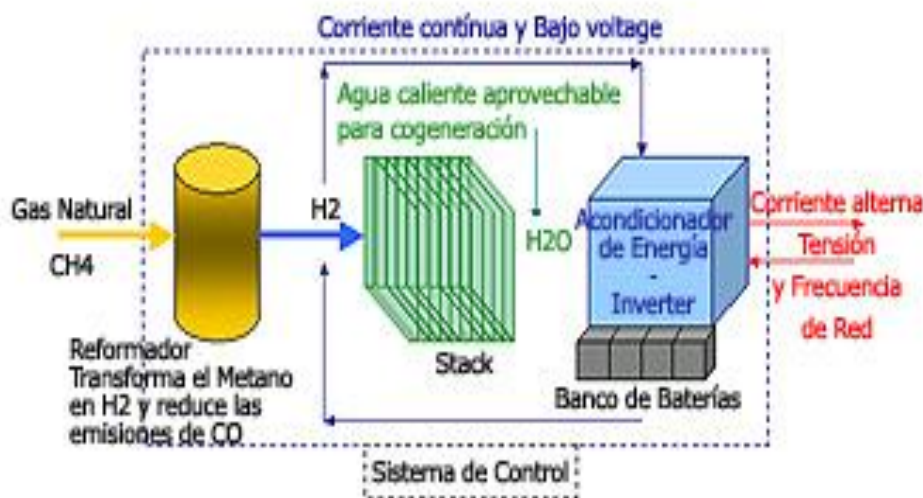 Corriente contínua y Bajo voltage
Agua caliente aprovechable
para cogeneración
Gas Natural
CH4
H2
H2O
Acondicionador
de Energía
-
Inverter
Corriente alterna
Tensión
y Frecuencia
de Red
Reformador
Transforma el Metano
en H2 y reduce las
emisiones de CO
Stack
Banco de Baterías
Sistema de Control